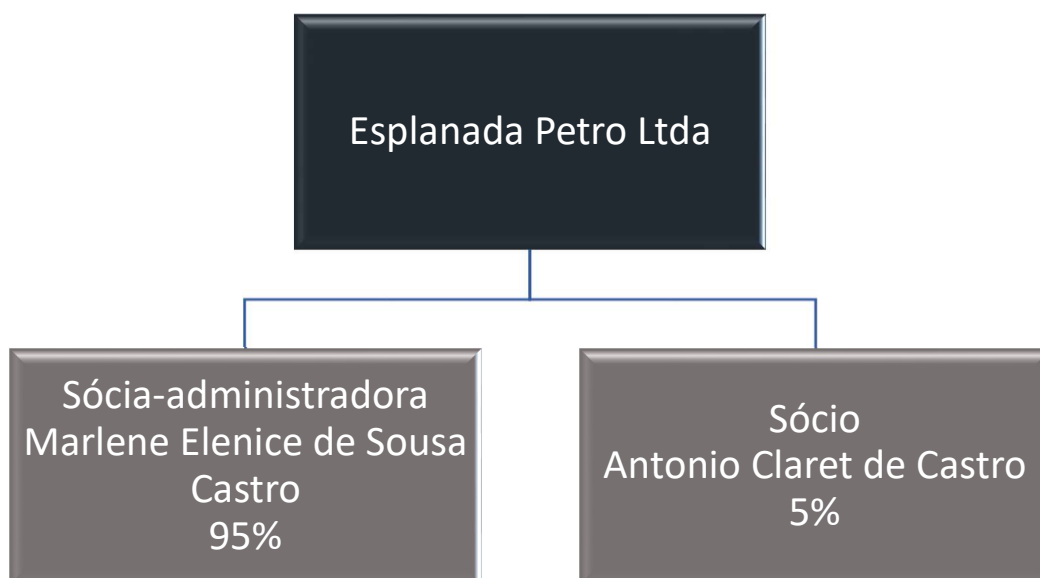 Esplanada Petro Ltda
Sócia-administradora
Marlene Elenice de Sousa
Castro
95%
Sócio
Antonio Claret de Castro
5%